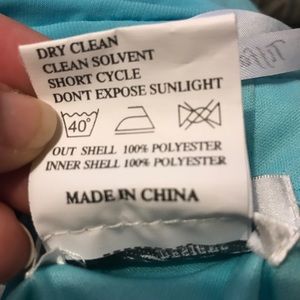 DRY CLEAN
CLEAN SOLVENT
SHORT CYCLE
DON'T EXPOSE SUNLIGHT
40°
OUT SHELL 100% POLYESTER
INNER SHELL 100% POLYESTER
MADE IN CHINA